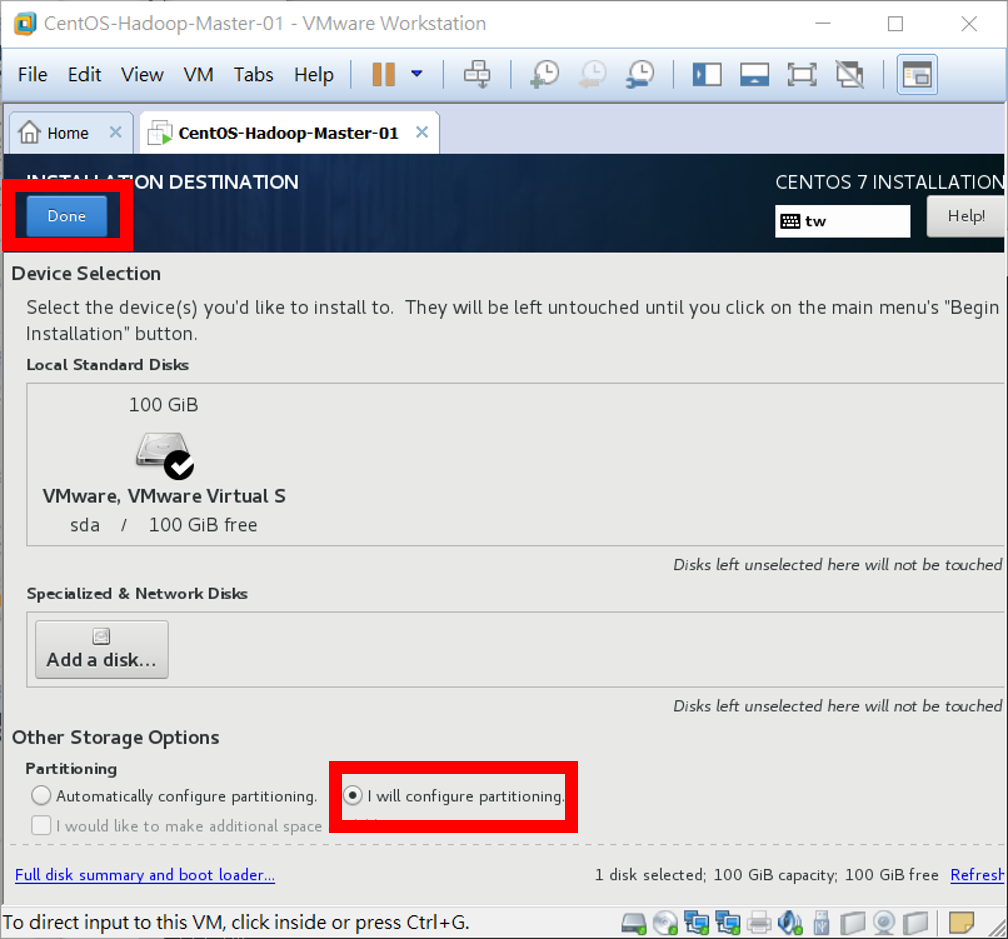 CentOS-Hadoop-Master-01 - VMware Workstation
File Edit View VM Tabs Help
Home CentOS-Hadoop-Master-01
INSTALLATION DESTINATION
CENTOS 7 INSTALLATION
Done
tw
Help!
Device Selection
Select the device(s) you'd like to install to. They will be left untouched until you click on the main menu's "Begin
Installation" button.
Local Standard Disks
100 GiB
VMware, VMware Virtual S
sda / 100 GiB free
Disks left unselected here will not be touched
Specialized & Network Disks
Add a disk...
Disks left unselected here will not be touched
Other Storage Options
Partitioning
Automatically configure partitioning. I will configure partitioning.
I would like to make additional space
Full disk summary and boot loader... 1 disk selected; 100 GiB capacity; 100 GiB free Refresh
To direct input to this VM, click inside or press Ctrl+G.